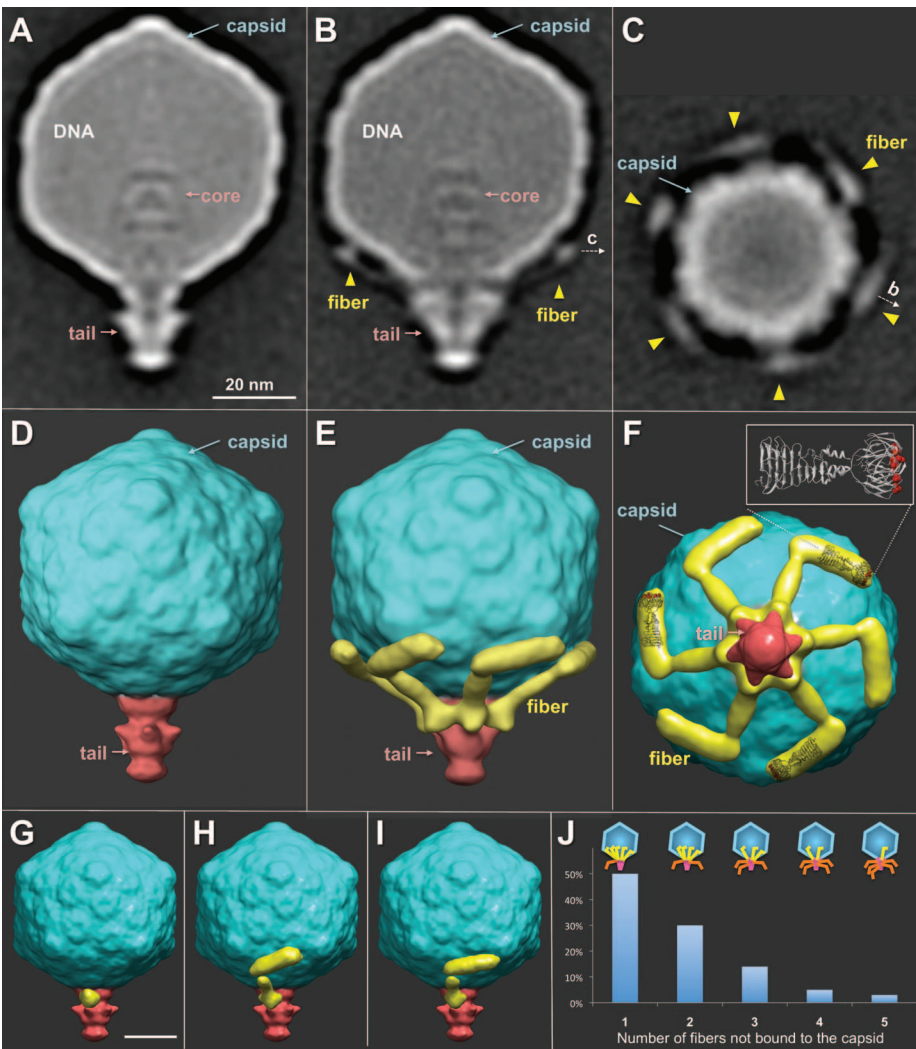 A
capsid
DNA
core
tail
20 nm
B
capsid
DNA
core
c
fiber
fiber
tail
C
fiber
capsid
b
D
capsid
tail
E
capsid
fiber
tail
F
capsid
tail
fiber
G
H
I
J
50%
40%
30%
20%
10%
0%
1 2 3 4 5
Number of fibers not bound to the capsid